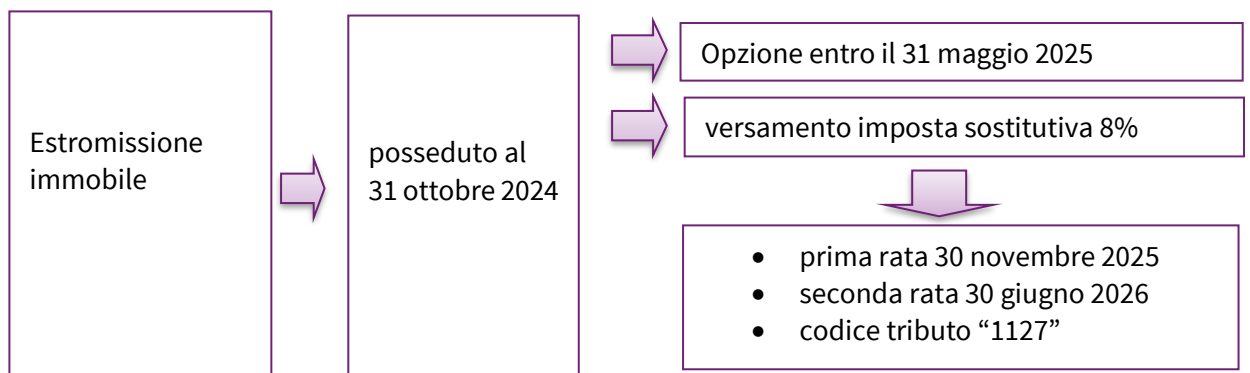 Estromissione
immobile
posseduto al
31 ottobre 2024
Opzione entro il 31 maggio 2025
versamento imposta sostitutiva 8%
• prima rata 30 novembre 2025
• seconda rata 30 giugno 2026
• codice tributo “1127”